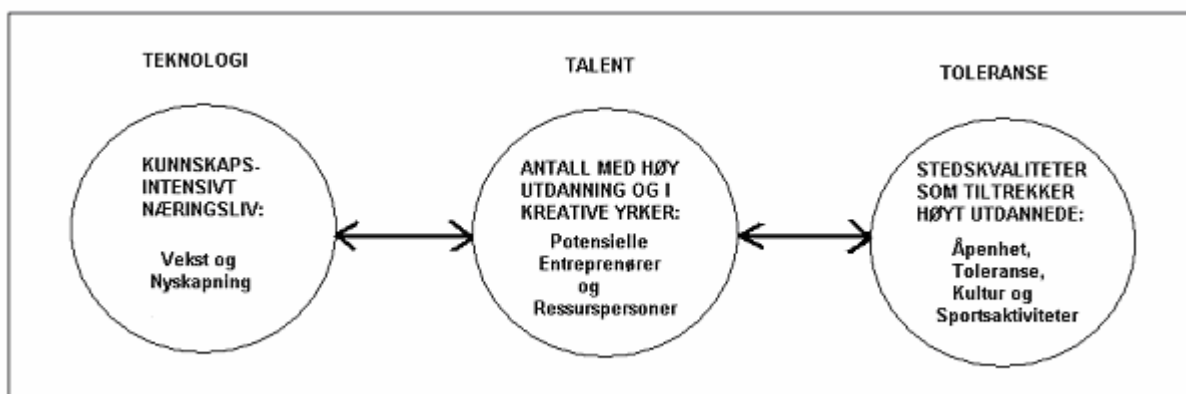 TEKNOLOGI
KUNNSKAPS-
INTENSIVT
NÆRINGSLIV:
Vekst og
Nyskapning
TALENT
ANTALL MED HØY
UTDANNING OG I
KREATIVE YRKER:
Potensielle
Entreprenører
og
Ressurspersoner
TOLERANSE
STEDSKVALITETER
SOM TILTREKKER
HØYT UTDANNEDE:
Åpenhet,
Toleranse,
Kultur og
Sportsaktiviteter